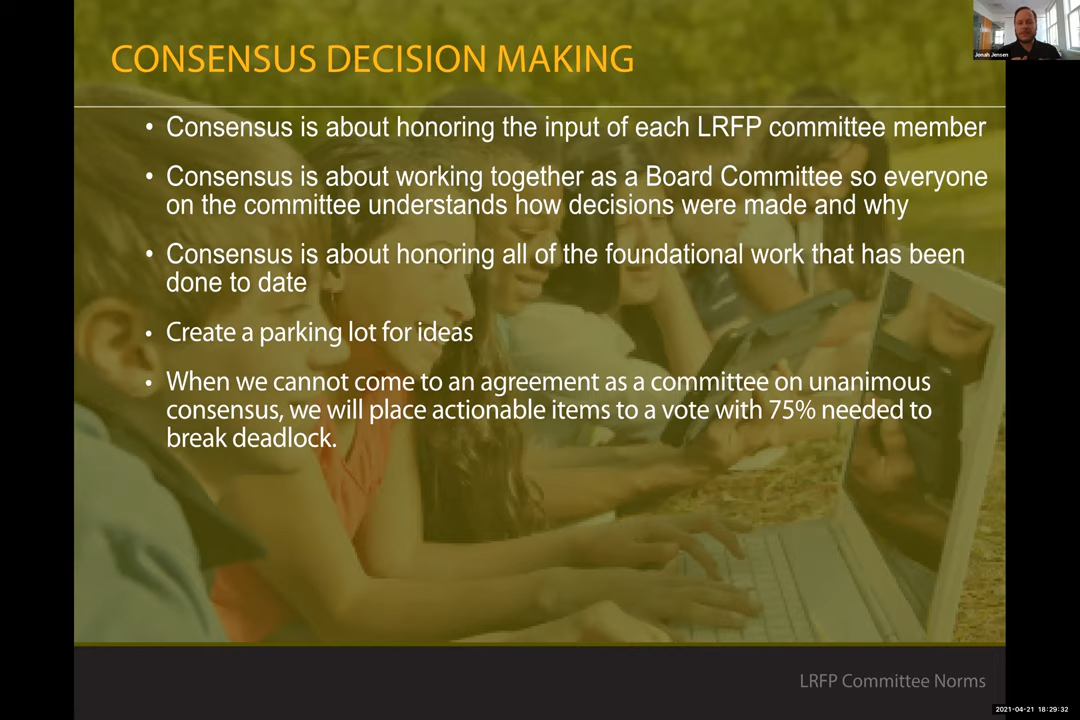 CONSENSUS DECISION MAKING
• Consensus is about honoring the input of each LRFP committee member
• Consensus is about working together as a Board Committee so everyone
on the committee understands how decisions were made and why
• Consensus is about honoring all of the foundational work that has been
done to date
• Create a parking lot for ideas
• When we cannot come to an agreement as a committee on unanimous
consensus, we will place actionable items to a vote with 75% needed to
break deadlock.
LRFP Committee Norms
Jonah Jensen
2021-04-21 18:29:32